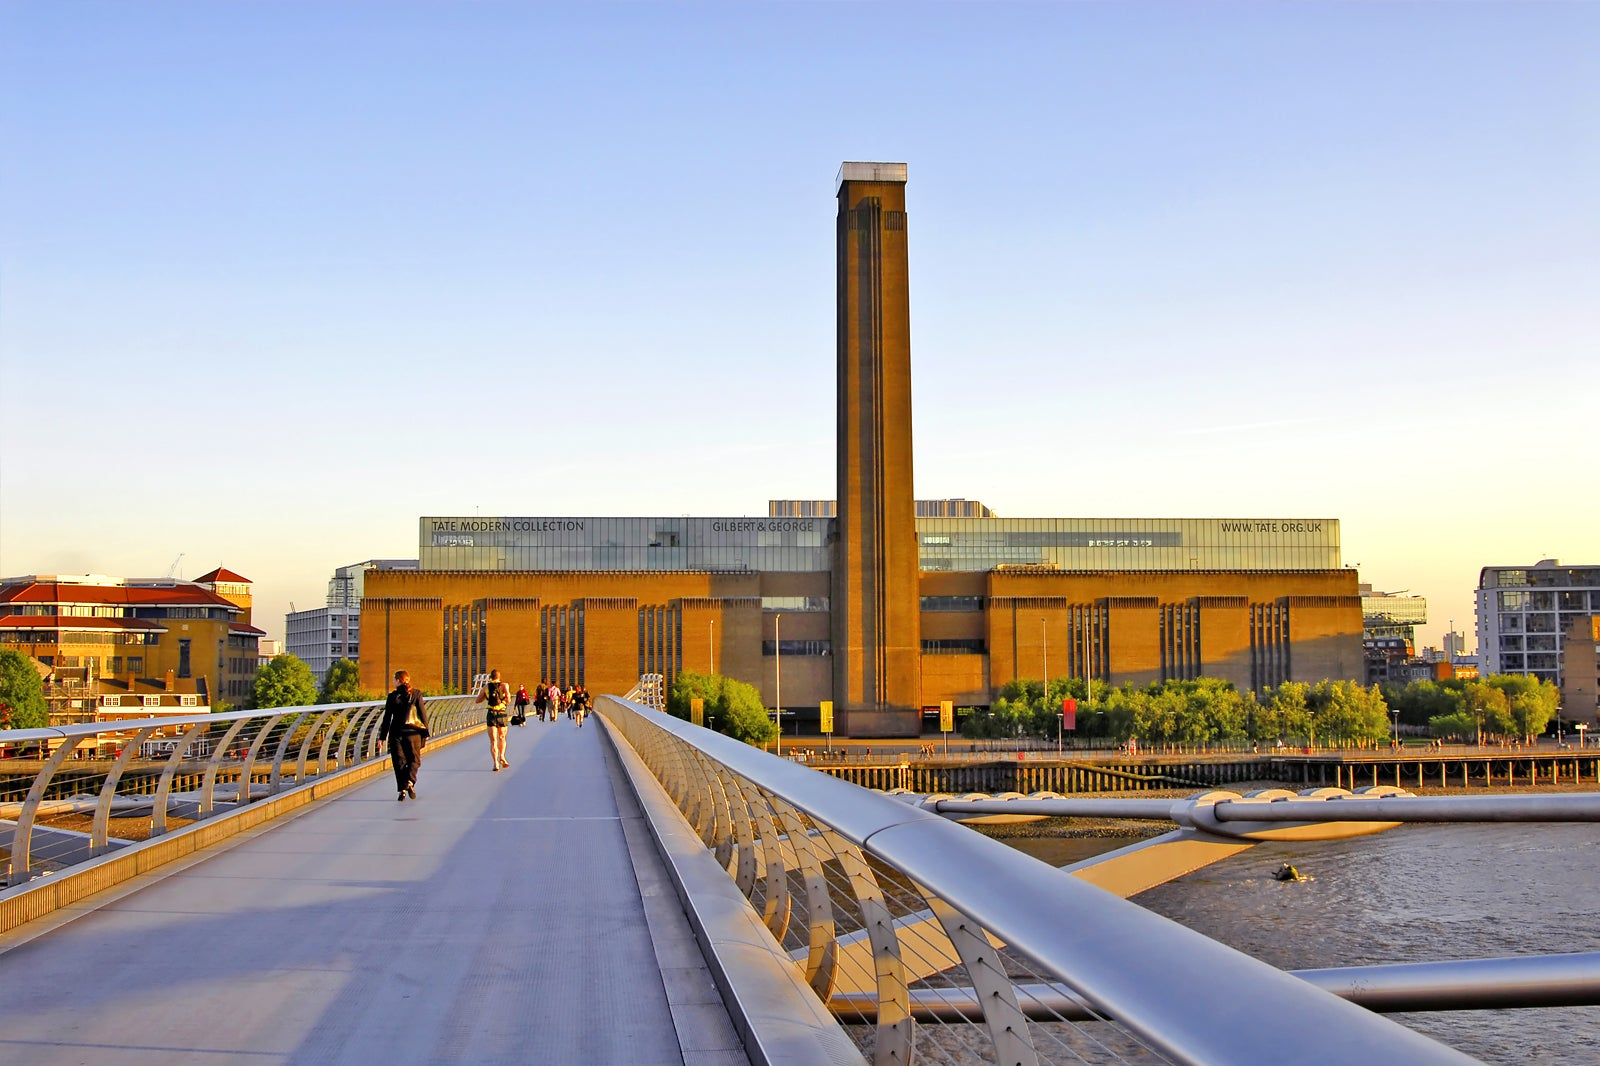 TATE MODERN COLLECTION
GILBERT & GEORGE
WWW.TATE.ORG.UK